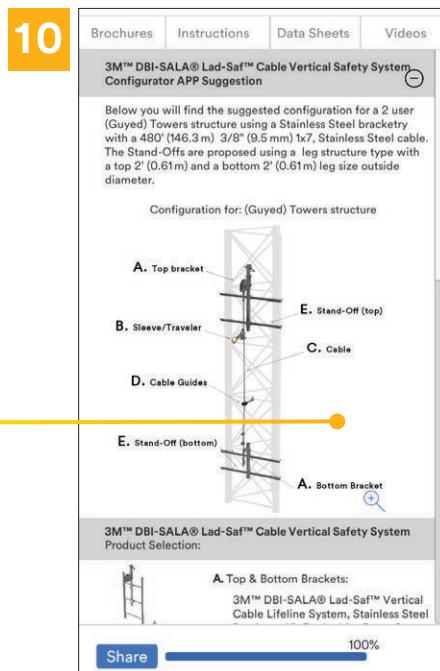 10
Brochures Instructions Data Sheets Videos
3M™ DBI-SALA® Lad-Saf™ Cable Vertical Safety System
Configurator APP Suggestion
Below you will find the suggested configuration for a 2 user
(Guyed) Towers structure using a Stainless Steel bracketry
with a 480' (146.3 m) 3/8" (9.5 mm) 1x7, Stainless Steel cable.
The Stand-Offs are proposed using a leg structure type with
a top 2' (0.61 m) and a bottom 2' (0.61 m) leg size outside
diameter.
Configuration for: (Guyed) Towers structure
A. Top bracket
E. Stand-Off (top)
B. Sleeve/Traveler
C. Cable
D. Cable Guides
E. Stand-Off (bottom)
A. Bottom Bracket
3M™ DBI-SALA® Lad-Saf™ Cable Vertical Safety System
Product Selection:
A. Top & Bottom Brackets:
3M™ DBI-SALA® Lad-Saf™ Vertical
Cable Lifeline System, Stainless Steel
100%
Share